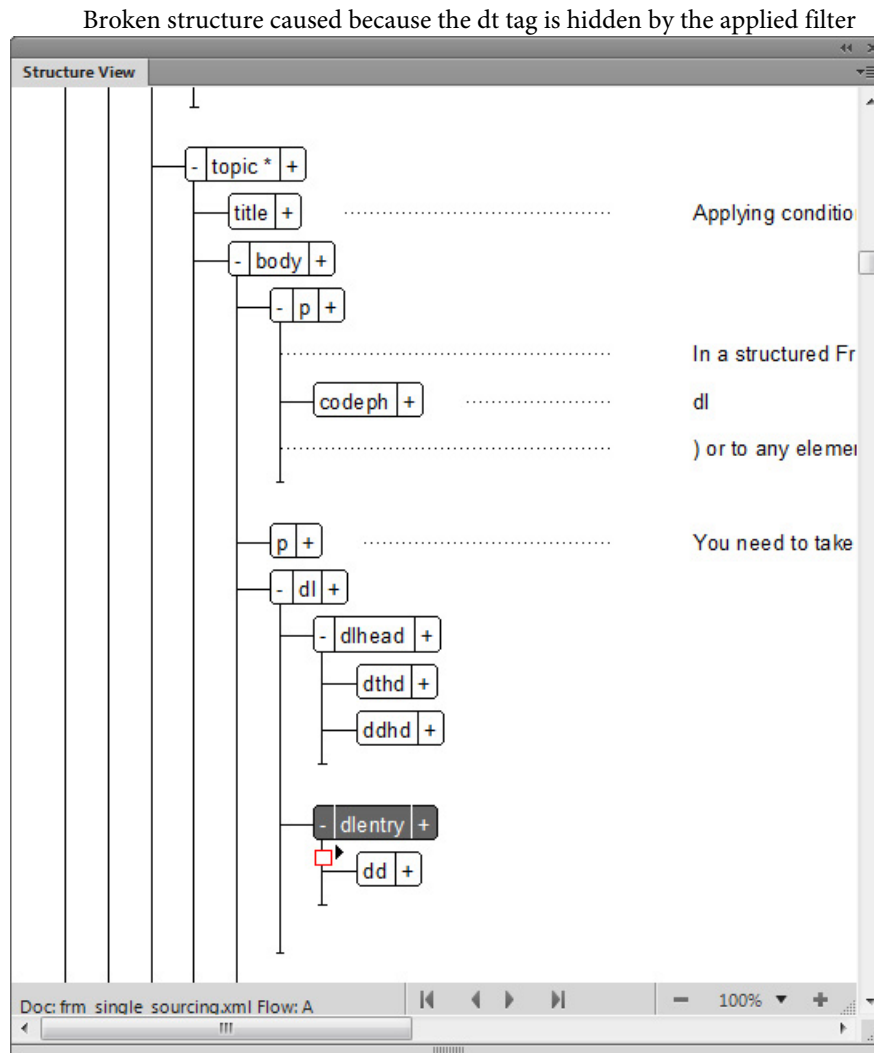 Broken structure caused because the dt tag is hidden by the applied filter
Structure View
- topic * +
title + Applying conditio
- body +
- p +
In a structured Fr
codeph + dl
) or to any elemer
p + You need to take
- dl +
- dlhead +
dthd +
ddhd +
- dlentry +
dd +
Doc: frm_single_sourcing.xml Flow: A 100%